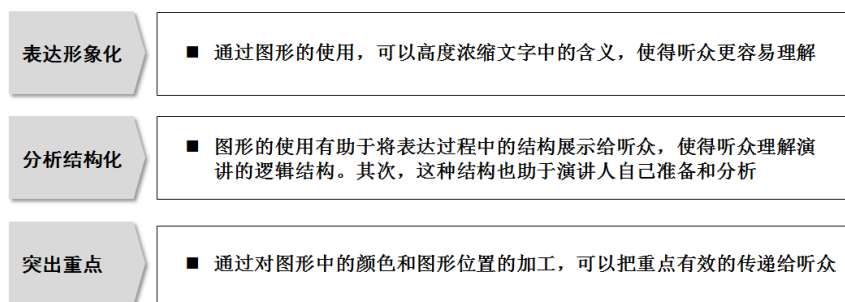 表达形象化
■ 通过图形的使用，可以高度浓缩文字中的含义，使得听众更容易理解
分析结构化
■ 图形的使用有助于将表达过程中的结构展示给听众，使得听众理解演
讲的逻辑结构。其次，这种结构也助于演讲人自己准备和分析
突出重点
■ 通过对图形中的颜色和图形位置的加工，可以把重点有效的传递给听众